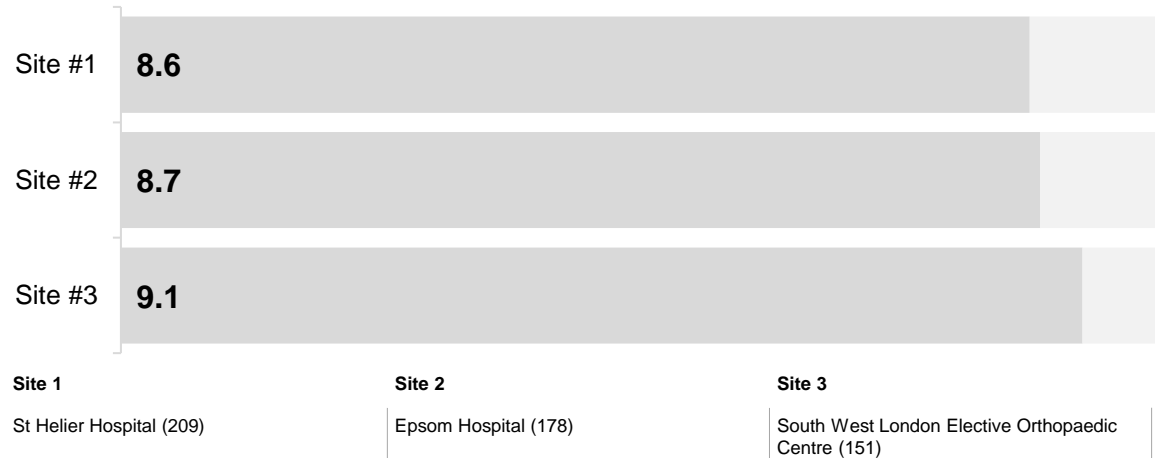 Site #1
8.6
Site #2
8.7
Site #3
9.1
Site 1
Site 2
Site 3
St Helier Hospital (209)
Epsom Hospital (178)
South West London Elective Orthopaedic
Centre (151)